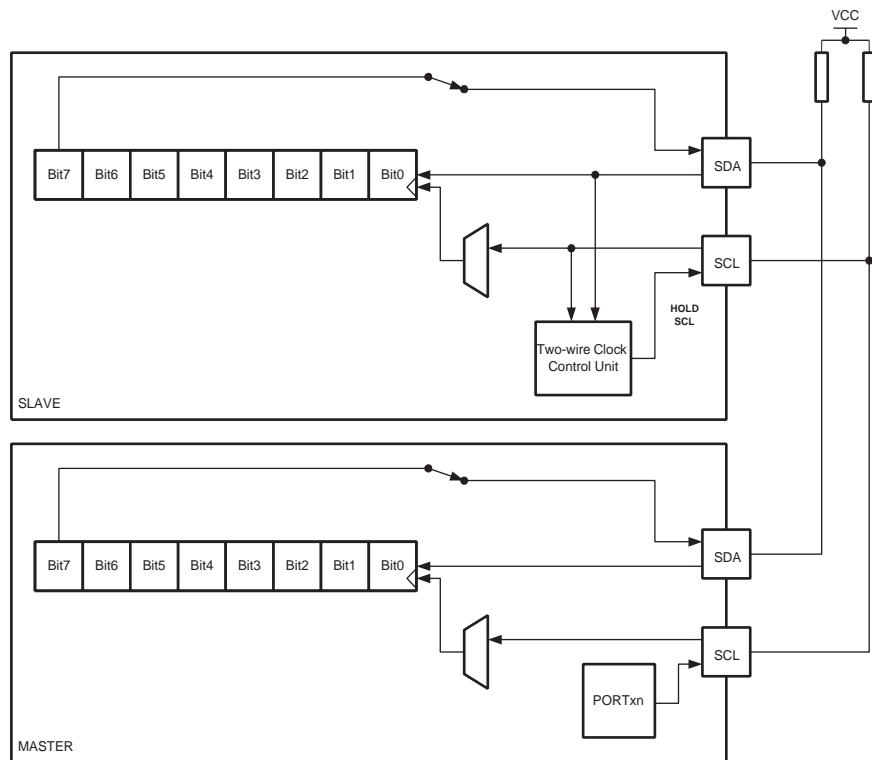 VCC
Bit7 Bit6 Bit5 Bit4 Bit3 Bit2 Bit1 Bit0
SDA
SCL
HOLD
SCL
Two-wire Clock
Control Unit
SLAVE
Bit7 Bit6 Bit5 Bit4 Bit3 Bit2 Bit1 Bit0
SDA
SCL
PORTxn
MASTER